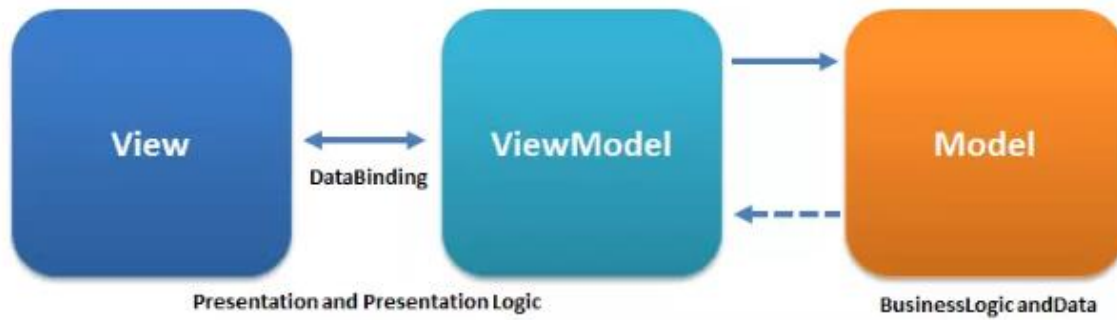 View
ViewModel
Model
DataBinding
Presentation and Presentation Logic
BusinessLogic andData